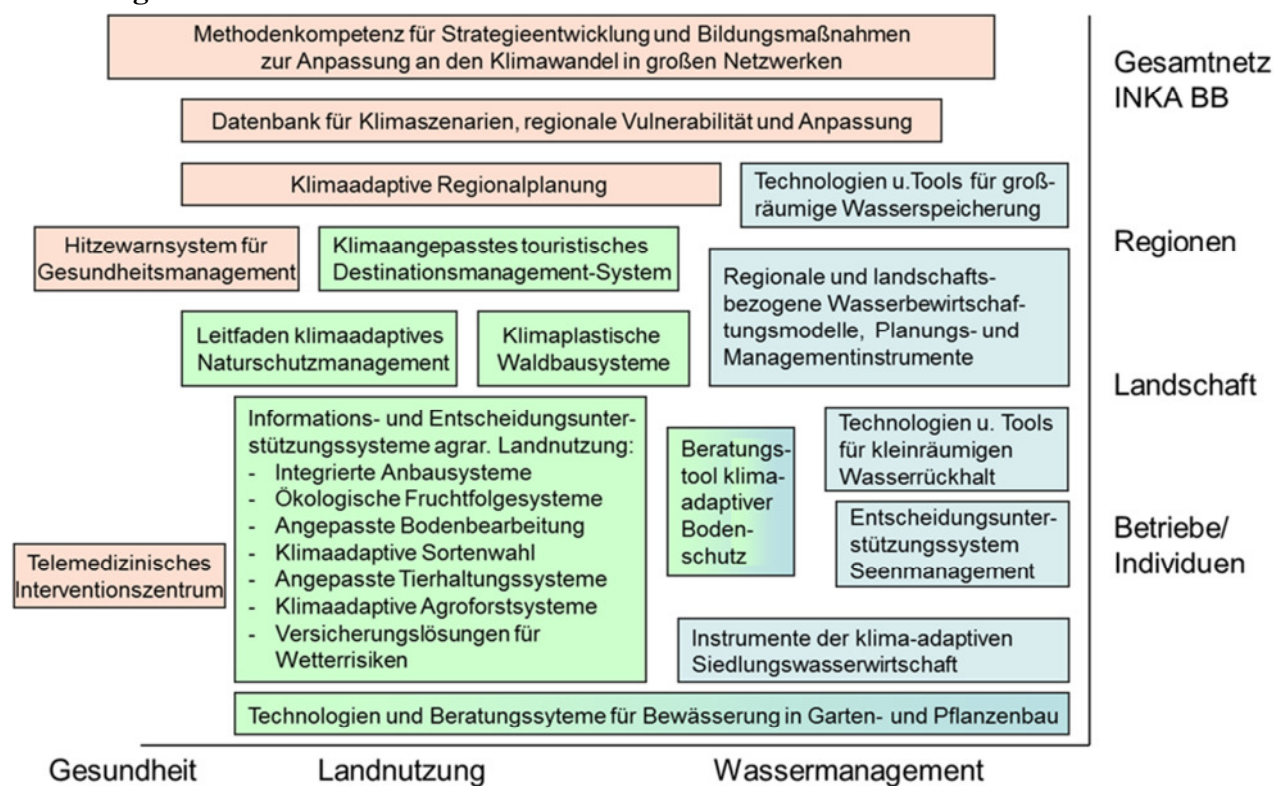 Methodenkompetenz für Strategieentwicklung und Bildungsmaßnahmen
zur Anpassung an den Klimawandel in großen Netzwerken
Gesamtnetz
INKA BB
Datenbank für Klimaszenarien, regionale Vulnerabilität und Anpassung
Klimaadaptive Regionalplanung
Technologien u.Tools für groß-
räumige Wasserspeicherung
Hitzewarnsystem für
Gesundheitsmanagement
Klimaangepasstes touristisches
Destinationsmanagement-System
Regionen
Regionale und landschafts-
bezogene Wasserbewirtschaf-
tungsmodelle, Planungs- und
Managementinstrumente
Leitfaden klimaadaptives
Naturschutzmanagement
Klimaplastische
Waldbausysteme
Landschaft
Informations- und Entscheidungsunter-
stützungssysteme agrar. Landnutzung:
- Integrierte Anbausysteme
- Ökologische Fruchtfolgesysteme
- Angepasste Bodenbearbeitung
- Klimaadaptive Sortenwahl
- Angepasste Tierhaltungssysteme
- Klimaadaptive Agroforstsysteme
- Versicherungslösungen für
Wetterrisiken
Beratungs-
tool klima-
adaptiver
Boden-
schutz
Technologien u. Tools
für kleinräumigen
Wasserrückhalt
Entscheidungsunter-
stützungssystem
Seenmanagement
Betriebe/
Individuen
Telemedizinisches
Interventionszentrum
Instrumente der klima-adaptiven
Siedlungswasserwirtschaft
Technologien und Beratungssyteme für Bewässerung in Garten- und Pflanzenbau
Gesundheit
Landnutzung
Wassermanagement